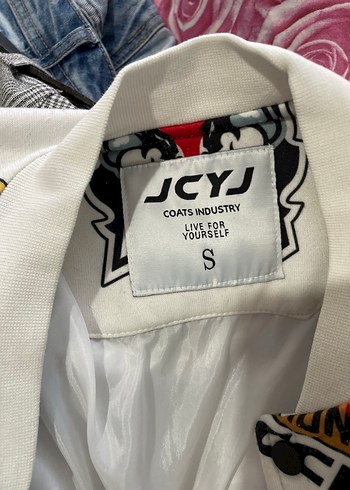 JCYJ
COATS INDUSTRY
LIVE FOR
YOURSELF
S